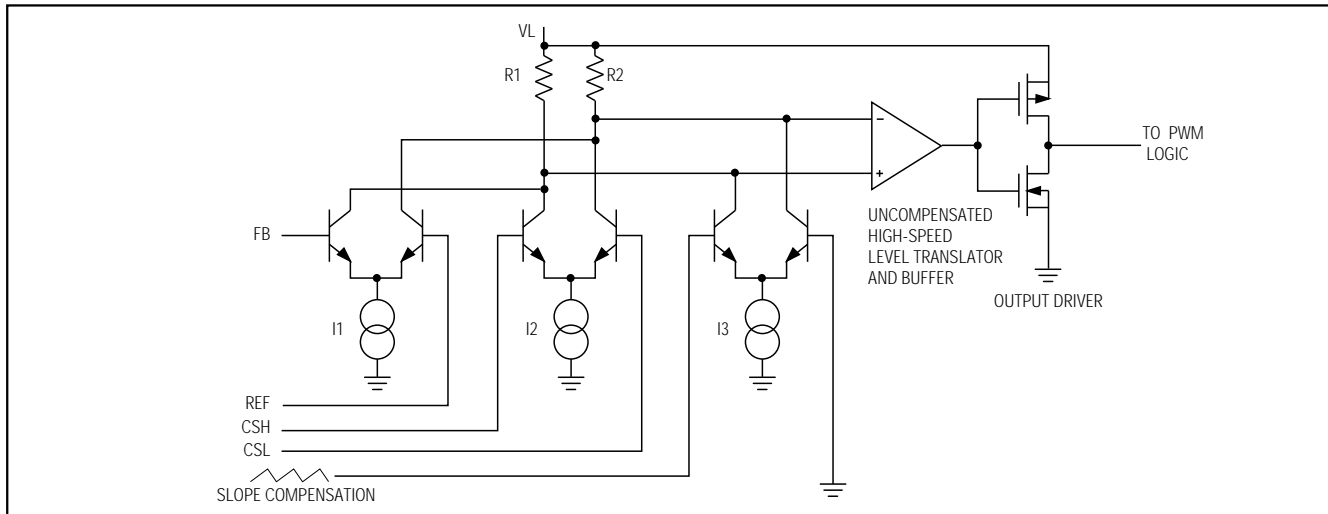 VL
R1
R2
TO PWM
LOGIC
UNCOMPENSATED
HIGH-SPEED
LEVEL TRANSLATOR
AND BUFFER
OUTPUT DRIVER
FB
I1
I2
I3
REF
CSH
CSL
SLOPE COMPENSATION
−
+